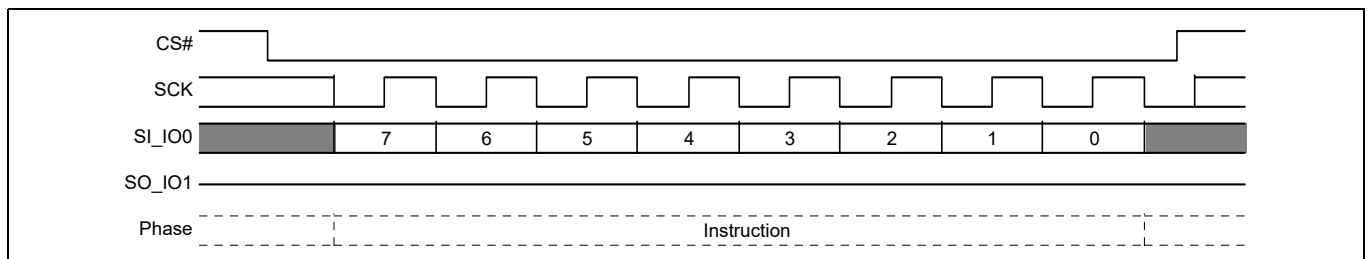 CS#
SCK
SI_IO0 7 6 5 4 3 2 1 0
SO_IO1
Phase Instruction